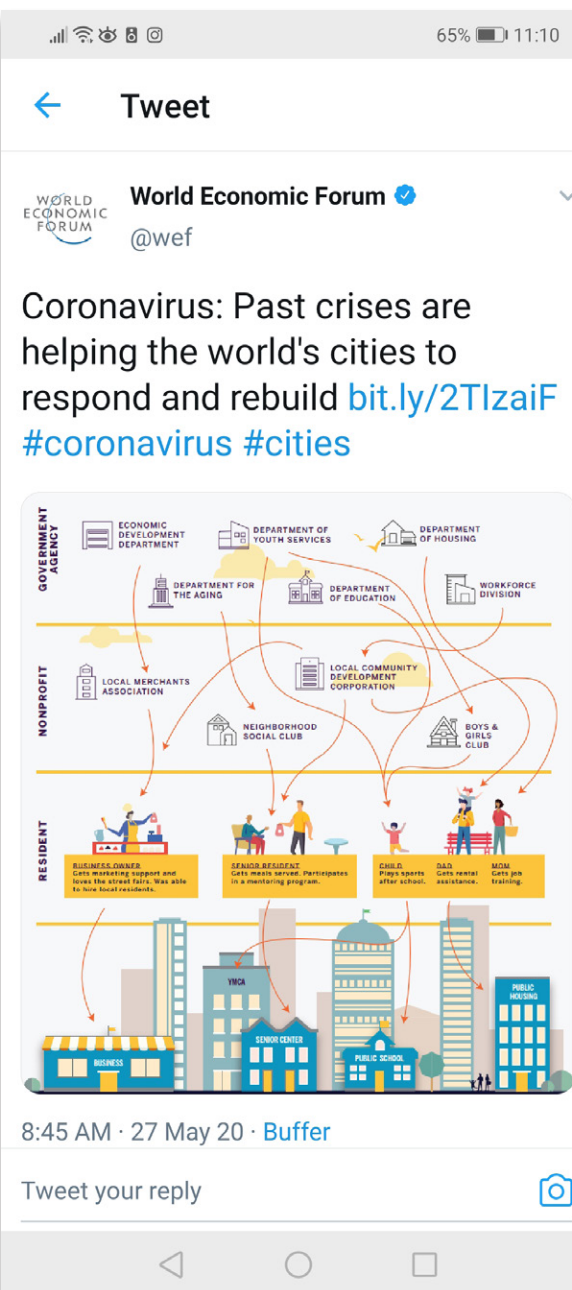 65% 11:10
Tweet
WORLD
ECONOMIC
FORUM
World Economic Forum
@wef
Coronavirus: Past crises are
helping the world's cities to
respond and rebuild bit.ly/2TIzaiF
#coronavirus #cities
GOVERNMENT
AGENCY
ECONOMIC
DEVELOPMENT
DEPARTMENT
DEPARTMENT OF
YOUTH SERVICES
DEPARTMENT
OF HOUSING
DEPARTMENT FOR
THE AGING
DEPARTMENT
OF EDUCATION
WORKFORCE
DIVISION
NONPROFIT
LOCAL MERCHANTS
ASSOCIATION
LOCAL COMMUNITY
DEVELOPMENT
CORPORATION
NEIGHBORHOOD
SOCIAL CLUB
BOYS &
GIRLS
CLUB
RESIDENT
BUSINESS OWNER
Gets marketing support and
loves the street fairs. Was able
to hire local residents.
SENIOR RESIDENT
Gets meals served. Participates
in a mentoring program.
CHILD
Plays sports
after school.
DAD
Gets rental
assistance.
MOM
Gets job
training.
YMCA
PUBLIC
HOUSING
SENIOR CENTER
PUBLIC SCHOOL
BUSINESS
8:45 AM · 27 May 20 · Buffer
Tweet your reply